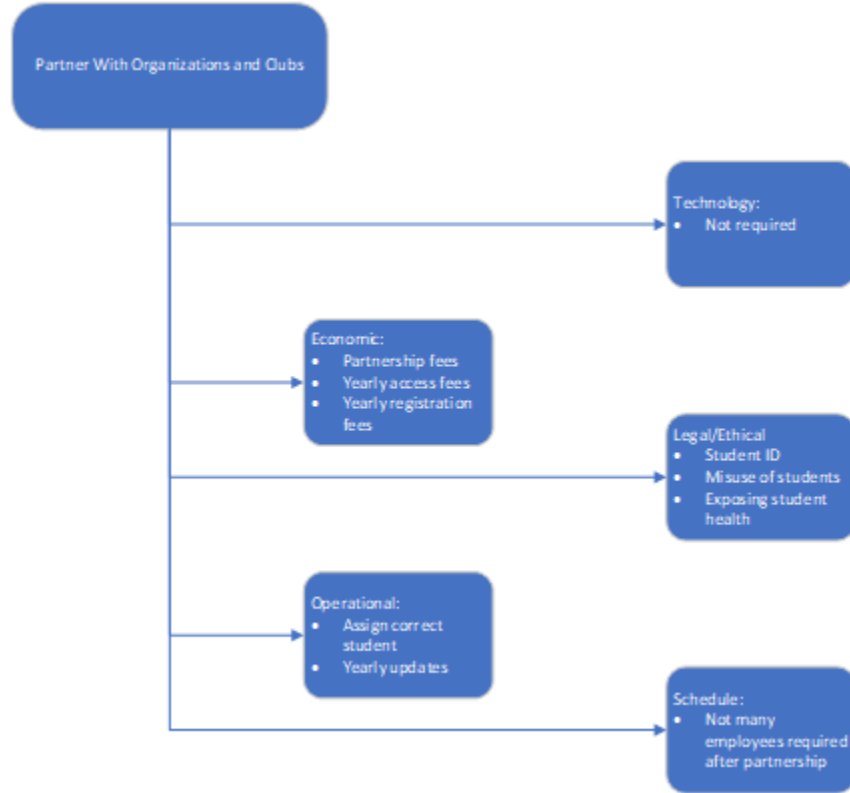 Partner With Organizations and Clubs
Technology:
• Not required
Economic:
• Partnership fees
• Yearly access fees
• Yearly registration
fees
Legal/Ethical
• Student ID
• Misuse of students
• Exposing student
health
Operational:
• Assign correct
student
• Yearly updates
Schedule:
• Not many
employees required
after partnership